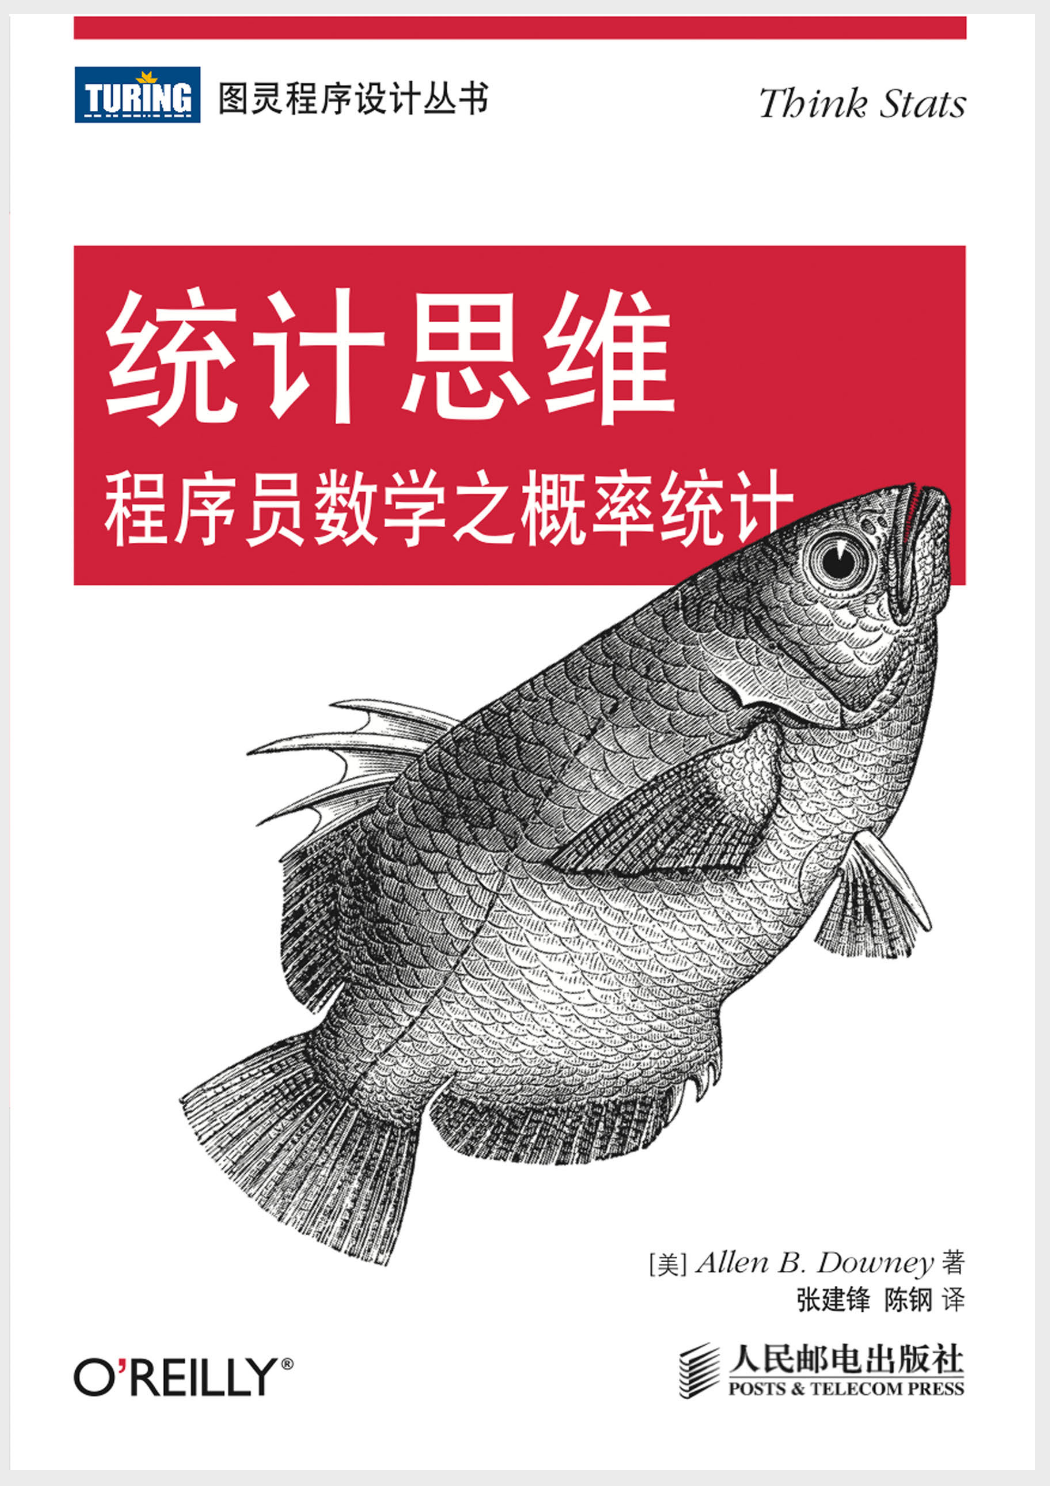 TURING 图灵程序设计丛书
Think Stats
统计思维
程序员数学之概率统计
[美] Allen B. Downey 著
张建锋 陈钢 译
O'REILLY®
人民邮电出版社
POSTS & TELECOM PRESS